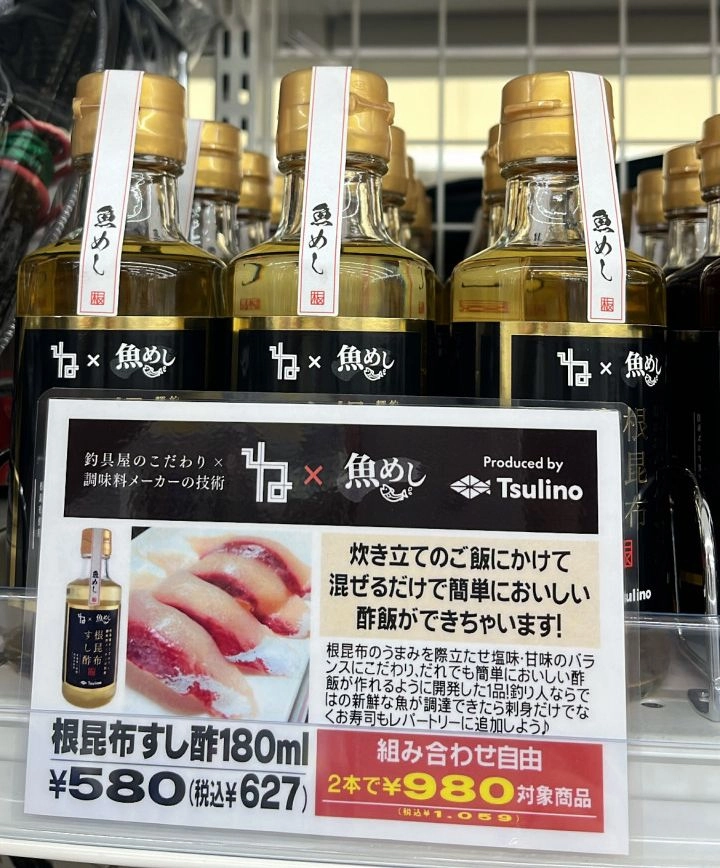 魚めし
魚めし
魚めし
ね×魚めし
ね×魚めし
ね×魚めし
根昆布
釣具屋のこだわり×
調味料メーカーの技術
ね×魚めし
Produced by
Tsulino
魚めし
ね×魚めし
根昆布
すし酢
Tsulino
炊き立てのご飯にかけて
混ぜるだけで簡単においしい
酢飯ができちゃいます!
根昆布のうまみを際立たせ塩味・甘味のバラ
ンスにこだわり、だれでも簡単においしい酢
飯が作れるように開発した1品!釣り人ならで
はの新鮮な魚が調達できたら刺身だけでな
くお寿司もレパートリーに追加しよう♪
根昆布すし酢180ml
¥580(税込¥627)
組み合わせ自由
2本で¥980対象商品
(税込¥1.059)